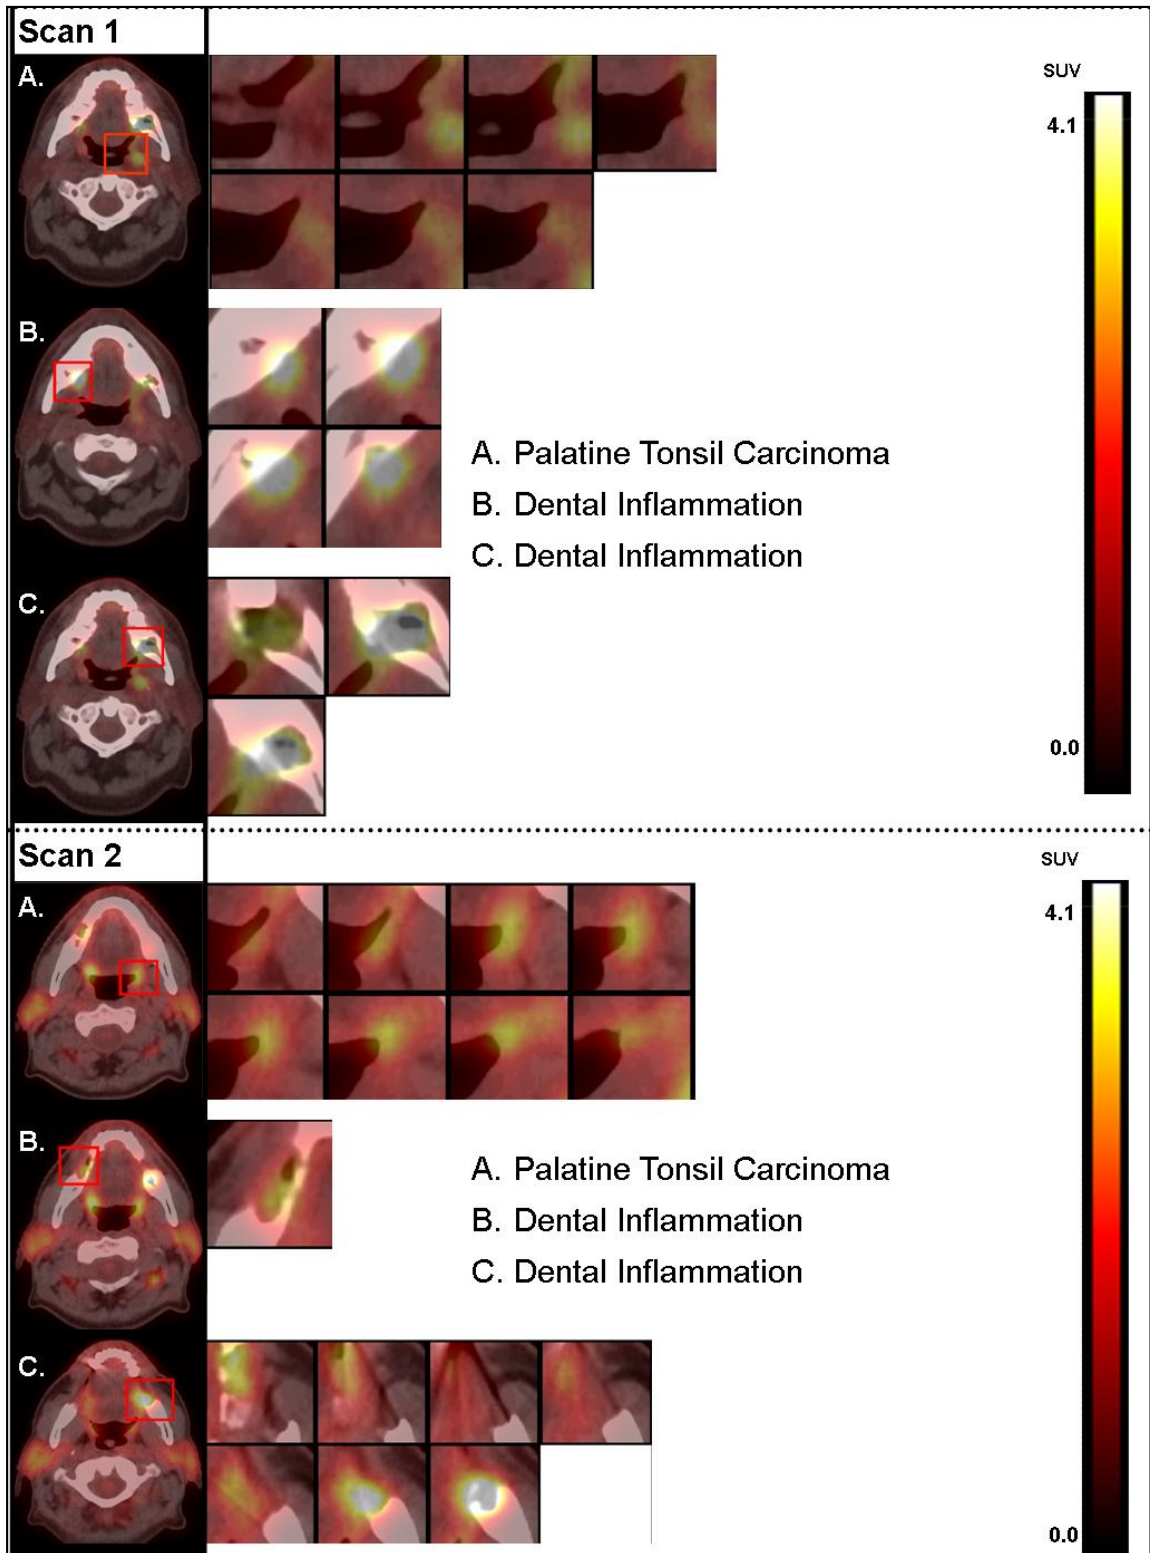 Scan 1
A.
SUV
4.1
B.
A. Palatine Tonsil Carcinoma
B. Dental Inflammation
C. Dental Inflammation
C.
0.0
Scan 2
SUV
A.
4.1
B.
A. Palatine Tonsil Carcinoma
B. Dental Inflammation
C. Dental Inflammation
C.
0.0